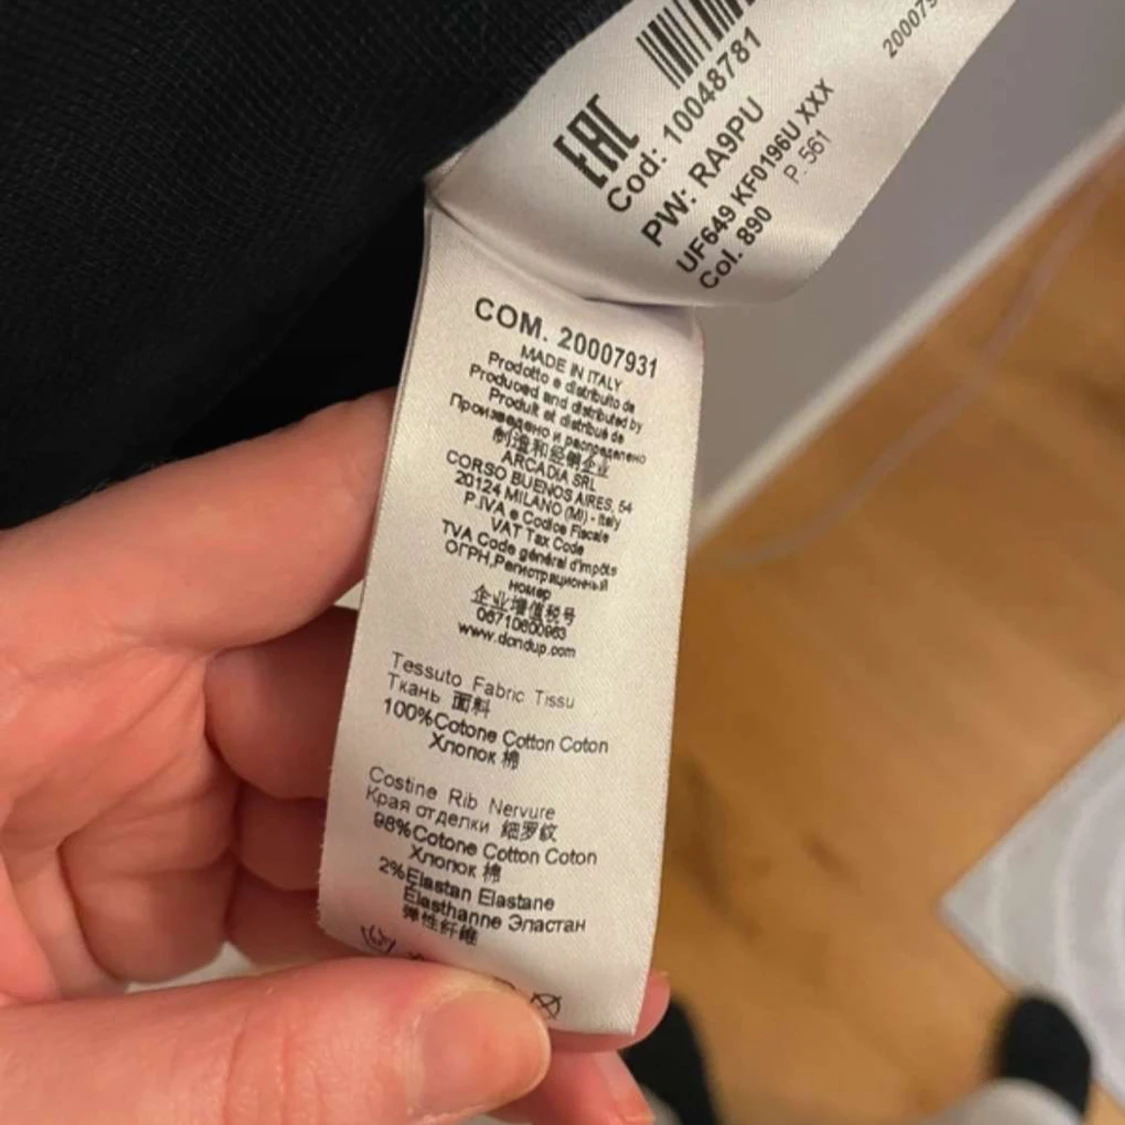 EAC
Cod: 10048781
PW: RA9PU
UF649 KF0196U XXX
Col. 890
P. 561
COM. 20007931
MADE IN ITALY
Prodotto e distribuito da
Produced and distributed by
Produit et distribué de
Произведено и распределено
制造和经销企业
ARCADIA SRL
CORSO BUENOS AIRES, 54
20124 MILANO (MI) - Italy
P.IVA e Codice Fiscale
VAT Tax Code
TVA Code général d'impôts
ОГРН,Регистрационный
номер
企业增值税号
06710600963
www.dondup.com
Tessuto Fabric Tissu
Ткань 面料
100%Cotone Cotton Coton
Хлопок 棉
Costine Rib Nervure
Края отделки 细罗纹
98%Cotone Cotton Coton
Хлопок 棉
2%Elastan Elastane
Élasthanne Эластан
弹性纤维